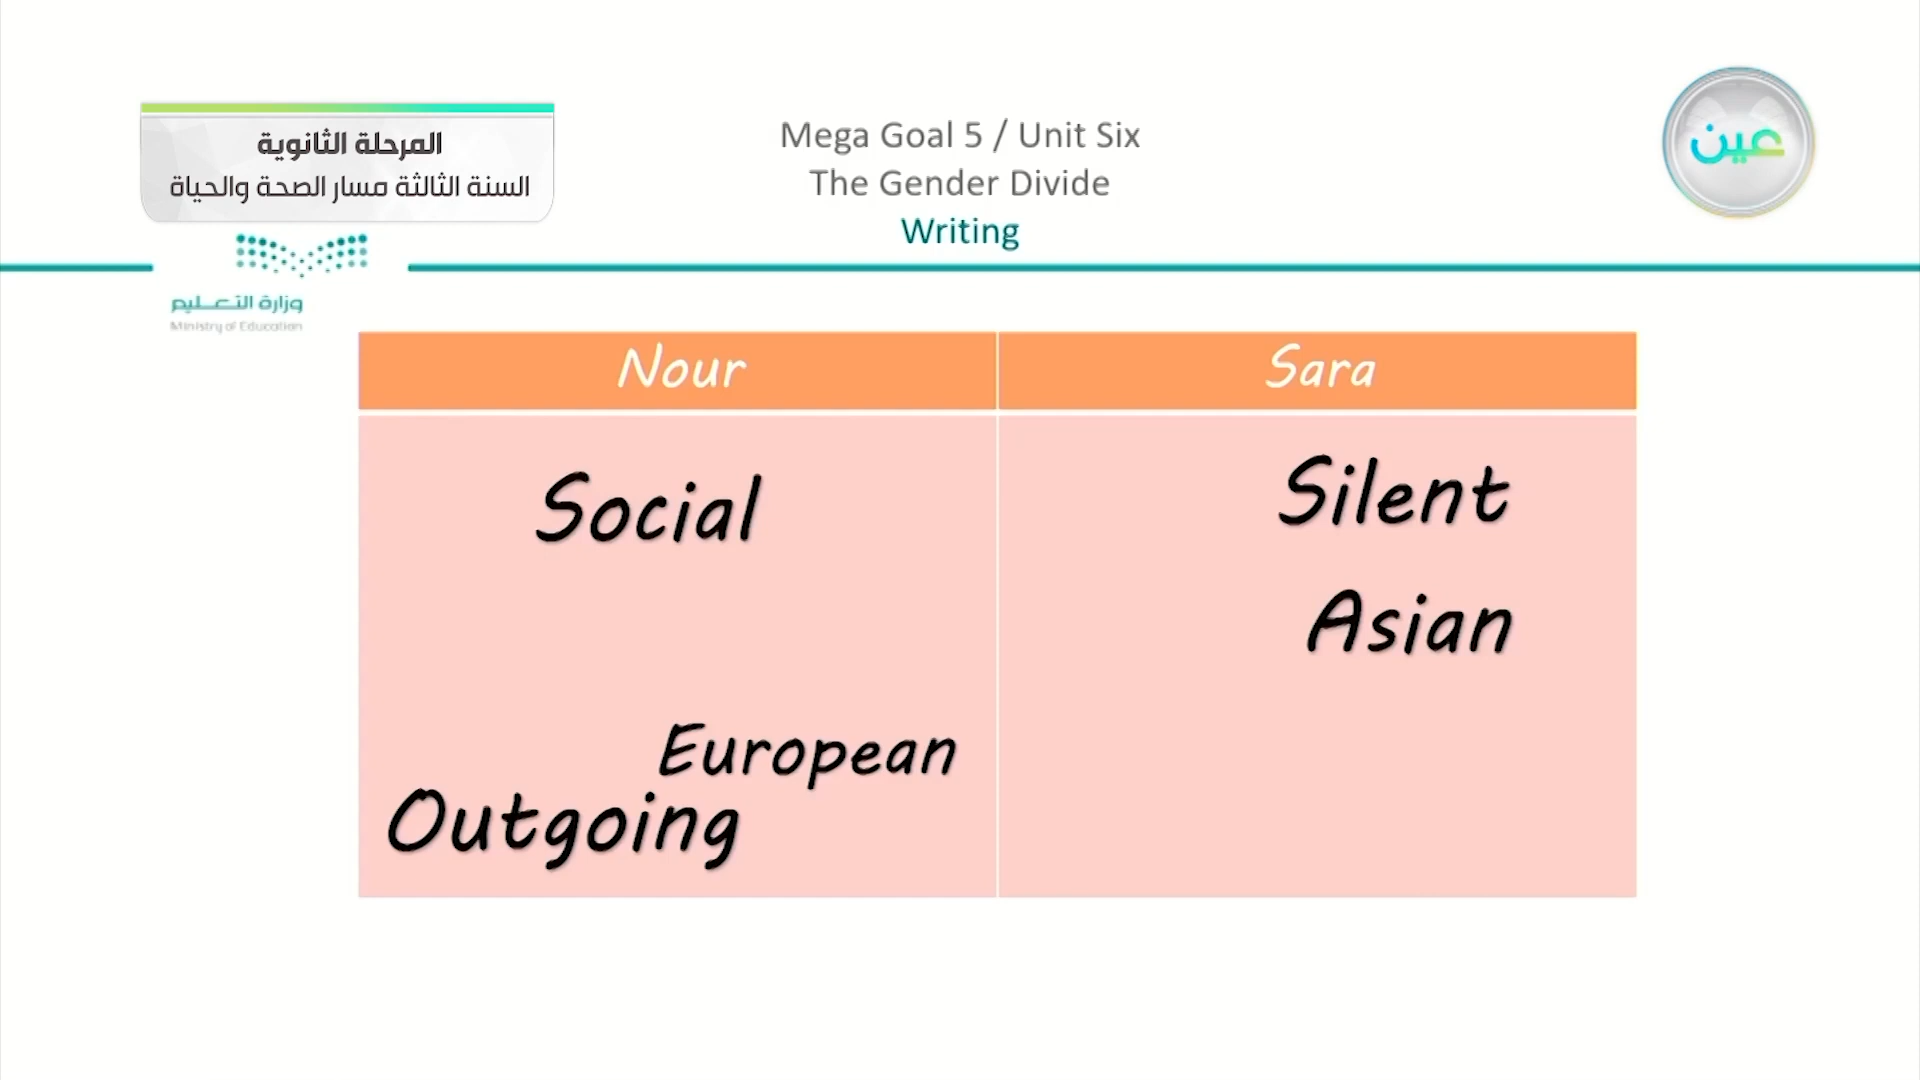 المرحلة الثانوية
السنة الثالثة مسار الصحة والحياة
Mega Goal 5 / Unit Six
The Gender Divide
Writing
عين
وزارة التعليم
Ministry of Education
Nour
Sara
Social
Silent
Asian
European
Outgoing